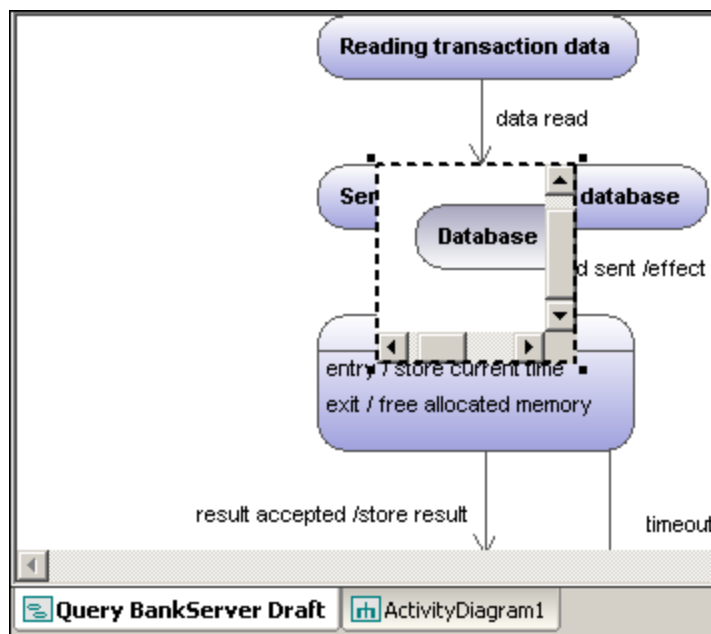 Reading transaction data
data read
Ser database
Database
d sent /effect
entry / store current time
exit / free allocated memory
result accepted /store result
timeout
Query BankServer Draft
ActivityDiagram1